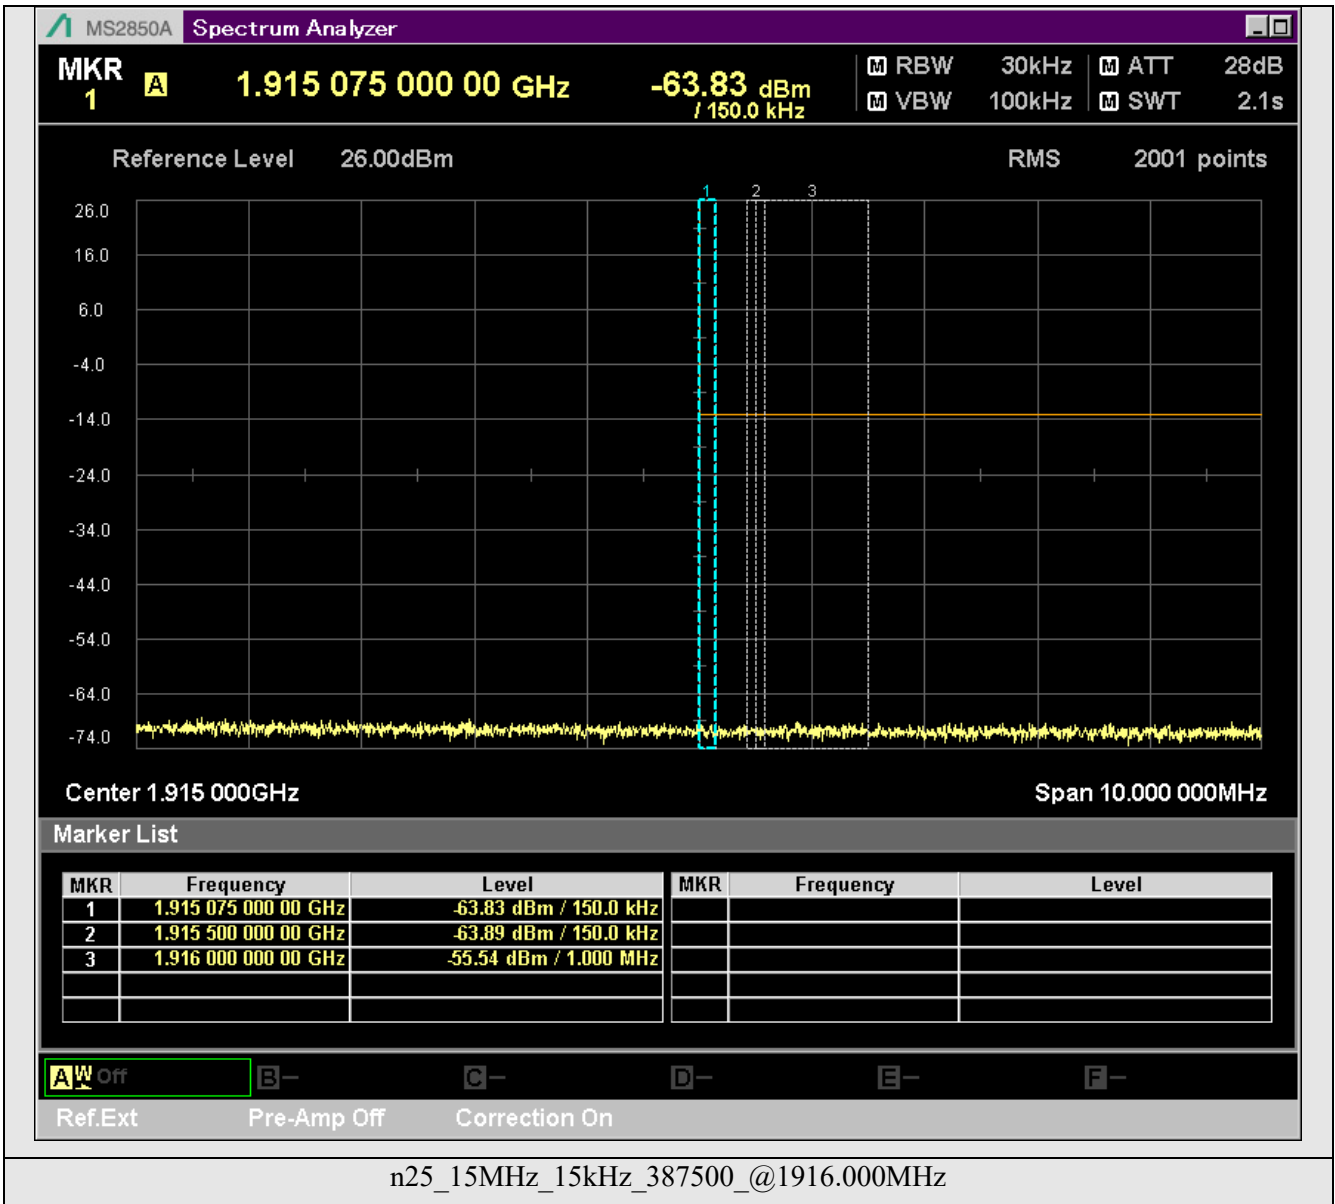 MS2850A Spectrum Analyzer
MKR 1 A 1.915 075 000 00 GHz -63.83 dBm / 150.0 kHz
M RBW 30kHz M ATT 28dB
M VBW 100kHz M SWT 2.1s
Reference Level 26.00dBm RMS 2001 points
1 2 3
26.0
16.0
6.0
-4.0
-14.0
-24.0
-34.0
-44.0
-54.0
-64.0
-74.0
Center 1.915 000GHz Span 10.000 000MHz
Marker List
MKR Frequency Level MKR Frequency Level
1 1.915 075 000 00 GHz -63.83 dBm / 150.0 kHz
2 1.915 500 000 00 GHz -63.89 dBm / 150.0 kHz
3 1.916 000 000 00 GHz -55.54 dBm / 1.000 MHz
A W Off B- C- D- E- F-
Ref.Ext Pre-Amp Off Correction On
n25_15MHz_15kHz_387500_@1916.000MHz